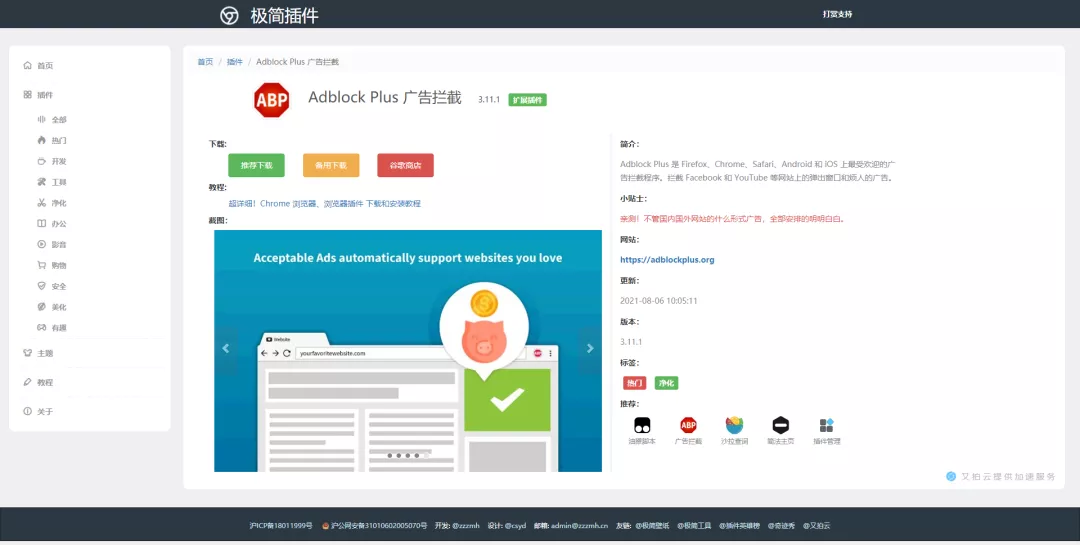 极简插件
打赏支持
首页
插件
全部
热门
开发
工具
净化
办公
影音
购物
安全
美化
有趣
主题
教程
关于
首页 / 插件 / Adblock Plus 广告拦截
ABP
Adblock Plus 广告拦截 3.11.1 扩展插件
下载:
推荐下载 备用下载 谷歌商店
教程:
超详细! Chrome 浏览器、浏览器插件 下载和安装教程
截图:
Acceptable Ads automatically support websites you love
Website
yourfavoritewebsite.com
ABP
简介:
Adblock Plus 是 Firefox、Chrome、Safari、Android 和 iOS 上最受欢迎的广
告拦截程序。拦截 Facebook 和 YouTube 等网站上的弹出窗口和烦人的广告。
小贴士:
亲测! 不管国内国外网站的什么形式广告, 全部安排的明明白白。
网站:
https://adblockplus.org
更新:
2021-08-06 10:05:11
版本:
3.11.1
标签:
热门 净化
推荐:
ABP
油猴脚本 广告拦截 沙拉查词 简法主页 插件管理
又拍云提供加速服务
沪ICP备18011999号 沪公网安备31010602005070号 开发: @zzzmh 设计: @csyd 邮箱: admin@zzzmh.cn 友链: @极简壁纸 @极简工具 @插件英雄榜 @奇迹秀 @又拍云